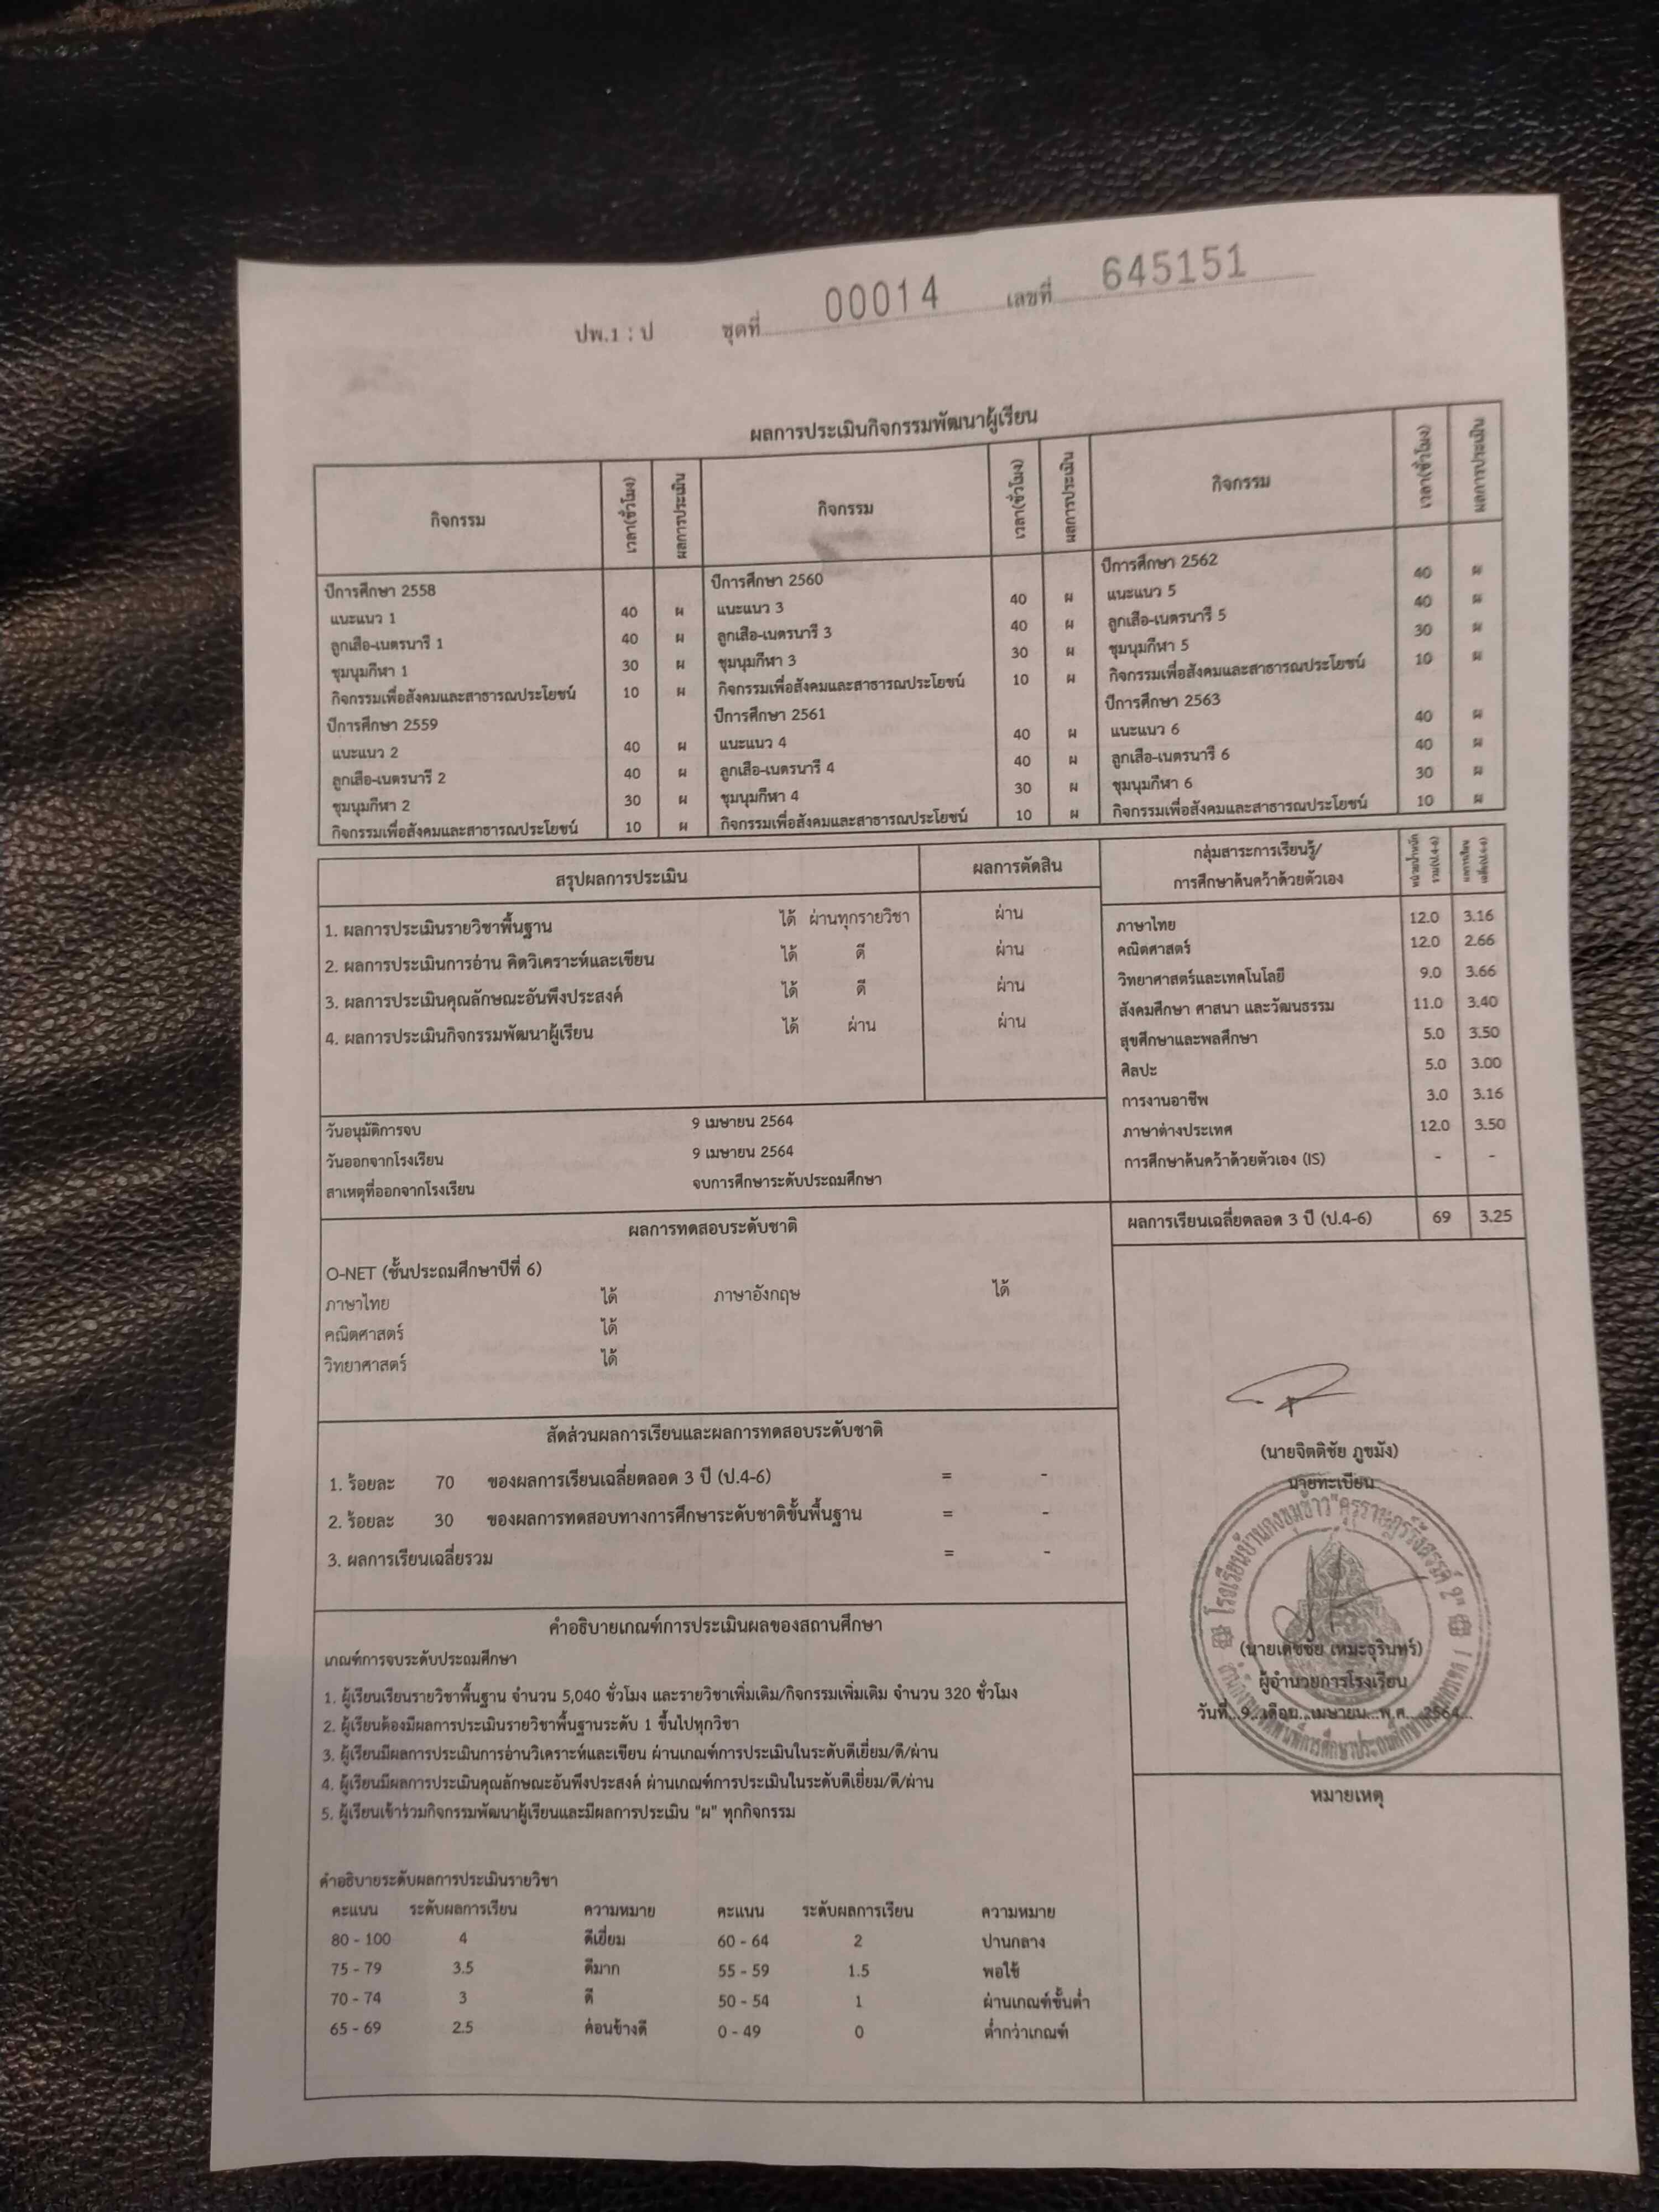 ปพ.1 : ป ชุดที่ 00014 เลขที่ 645151
ผลการประเมินกิจกรรมพัฒนาผู้เรียน
กิจกรรม เวลา(ชั่วโมง) ผลการประเมิน กิจกรรม เวลา(ชั่วโมง) ผลการประเมิน กิจกรรม เวลา(ชั่วโมง) ผลการประเมิน
ปีการศึกษา 2558 ปีการศึกษา 2560 ปีการศึกษา 2562
แนะแนว 1 40 ผ แนะแนว 3 40 ผ แนะแนว 5 40 ผ
ลูกเสือ-เนตรนารี 1 40 ผ ลูกเสือ-เนตรนารี 3 40 ผ ลูกเสือ-เนตรนารี 5 40 ผ
ชุมนุมกีฬา 1 30 ผ ชุมนุมกีฬา 3 30 ผ ชุมนุมกีฬา 5 30 ผ
กิจกรรมเพื่อสังคมและสาธารณประโยชน์ 10 ผ กิจกรรมเพื่อสังคมและสาธารณประโยชน์ 10 ผ กิจกรรมเพื่อสังคมและสาธารณประโยชน์ 10 ผ
ปีการศึกษา 2559 ปีการศึกษา 2561 ปีการศึกษา 2563
แนะแนว 2 40 ผ แนะแนว 4 40 ผ แนะแนว 6 40 ผ
ลูกเสือ-เนตรนารี 2 40 ผ ลูกเสือ-เนตรนารี 4 40 ผ ลูกเสือ-เนตรนารี 6 40 ผ
ชุมนุมกีฬา 2 30 ผ ชุมนุมกีฬา 4 30 ผ ชุมนุมกีฬา 6 30 ผ
กิจกรรมเพื่อสังคมและสาธารณประโยชน์ 10 ผ กิจกรรมเพื่อสังคมและสาธารณประโยชน์ 10 ผ กิจกรรมเพื่อสังคมและสาธารณประโยชน์ 10 ผ
สรุปผลการประเมิน ผลการตัดสิน
1. ผลการประเมินรายวิชาพื้นฐาน ได้ ผ่านทุกรายวิชา ผ่าน
2. ผลการประเมินการอ่าน คิดวิเคราะห์และเขียน ได้ ดี ผ่าน
3. ผลการประเมินคุณลักษณะอันพึงประสงค์ ได้ ดี ผ่าน
4. ผลการประเมินกิจกรรมพัฒนาผู้เรียน ได้ ผ่าน ผ่าน
วันอนุมัติการจบ 9 เมษายน 2564
วันออกจากโรงเรียน 9 เมษายน 2564
สาเหตุที่ออกจากโรงเรียน จบการศึกษาระดับประถมศึกษา
กลุ่มสาระการเรียนรู้/
การศึกษาค้นคว้าด้วยตัวเอง หน่วยน้ำหนัก รวม(ป.4-6) ผลการเรียน เฉลี่ย(ป.4-6)
ภาษาไทย 12.0 3.16
คณิตศาสตร์ 12.0 2.66
วิทยาศาสตร์และเทคโนโลยี 9.0 3.66
สังคมศึกษา ศาสนา และวัฒนธรรม 11.0 3.40
สุขศึกษาและพลศึกษา 5.0 3.50
ศิลปะ 5.0 3.00
การงานอาชีพ 3.0 3.16
ภาษาต่างประเทศ 12.0 3.50
การศึกษาค้นคว้าด้วยตัวเอง (IS) - -
ผลการเรียนเฉลี่ยตลอด 3 ปี (ป.4-6) 69 3.25
ผลการทดสอบระดับชาติ
O-NET (ชั้นประถมศึกษาปีที่ 6)
ภาษาไทย ได้ ภาษาอังกฤษ ได้
คณิตศาสตร์ ได้
วิทยาศาสตร์ ได้
สัดส่วนผลการเรียนและผลการทดสอบระดับชาติ
1. ร้อยละ 70 ของผลการเรียนเฉลี่ยตลอด 3 ปี (ป.4-6) = -
2. ร้อยละ 30 ของผลการทดสอบทางการศึกษาระดับชาติขั้นพื้นฐาน = -
3. ผลการเรียนเฉลี่ยรวม = -
คำอธิบายเกณฑ์การประเมินผลของสถานศึกษา
เกณฑ์การจบระดับประถมศึกษา
1. ผู้เรียนเรียนรายวิชาพื้นฐาน จำนวน 5,040 ชั่วโมง และรายวิชาเพิ่มเติม/กิจกรรมเพิ่มเติม จำนวน 320 ชั่วโมง
2. ผู้เรียนต้องมีผลการประเมินรายวิชาพื้นฐานระดับ 1 ขึ้นไปทุกวิชา
3. ผู้เรียนมีผลการประเมินการอ่านวิเคราะห์และเขียน ผ่านเกณฑ์การประเมินในระดับดีเยี่ยม/ดี/ผ่าน
4. ผู้เรียนมีผลการประเมินคุณลักษณะอันพึงประสงค์ ผ่านเกณฑ์การประเมินในระดับดีเยี่ยม/ดี/ผ่าน
5. ผู้เรียนเข้าร่วมกิจกรรมพัฒนาผู้เรียนและมีผลการประเมิน "ผ" ทุกกิจกรรม
คำอธิบายระดับผลการประเมินรายวิชา
คะแนน ระดับผลการเรียน ความหมาย คะแนน ระดับผลการเรียน ความหมาย
80 - 100 4 ดีเยี่ยม 60 - 64 2 ปานกลาง
75 - 79 3.5 ดีมาก 55 - 59 1.5 พอใช้
70 - 74 3 ดี 50 - 54 1 ผ่านเกณฑ์ขั้นต่ำ
65 - 69 2.5 ค่อนข้างดี 0 - 49 0 ต่ำกว่าเกณฑ์
(นายจิตติชัย ภูขมัง)
นายทะเบียน
โรงเรียนบ้านดงขุมข้าว
(นายเดชชัย เหมะธุรินทร์)
ผู้อำนวยการโรงเรียน
วันที่...9...เดือน...เมษายน...พ.ศ....2564...
หมายเหตุ